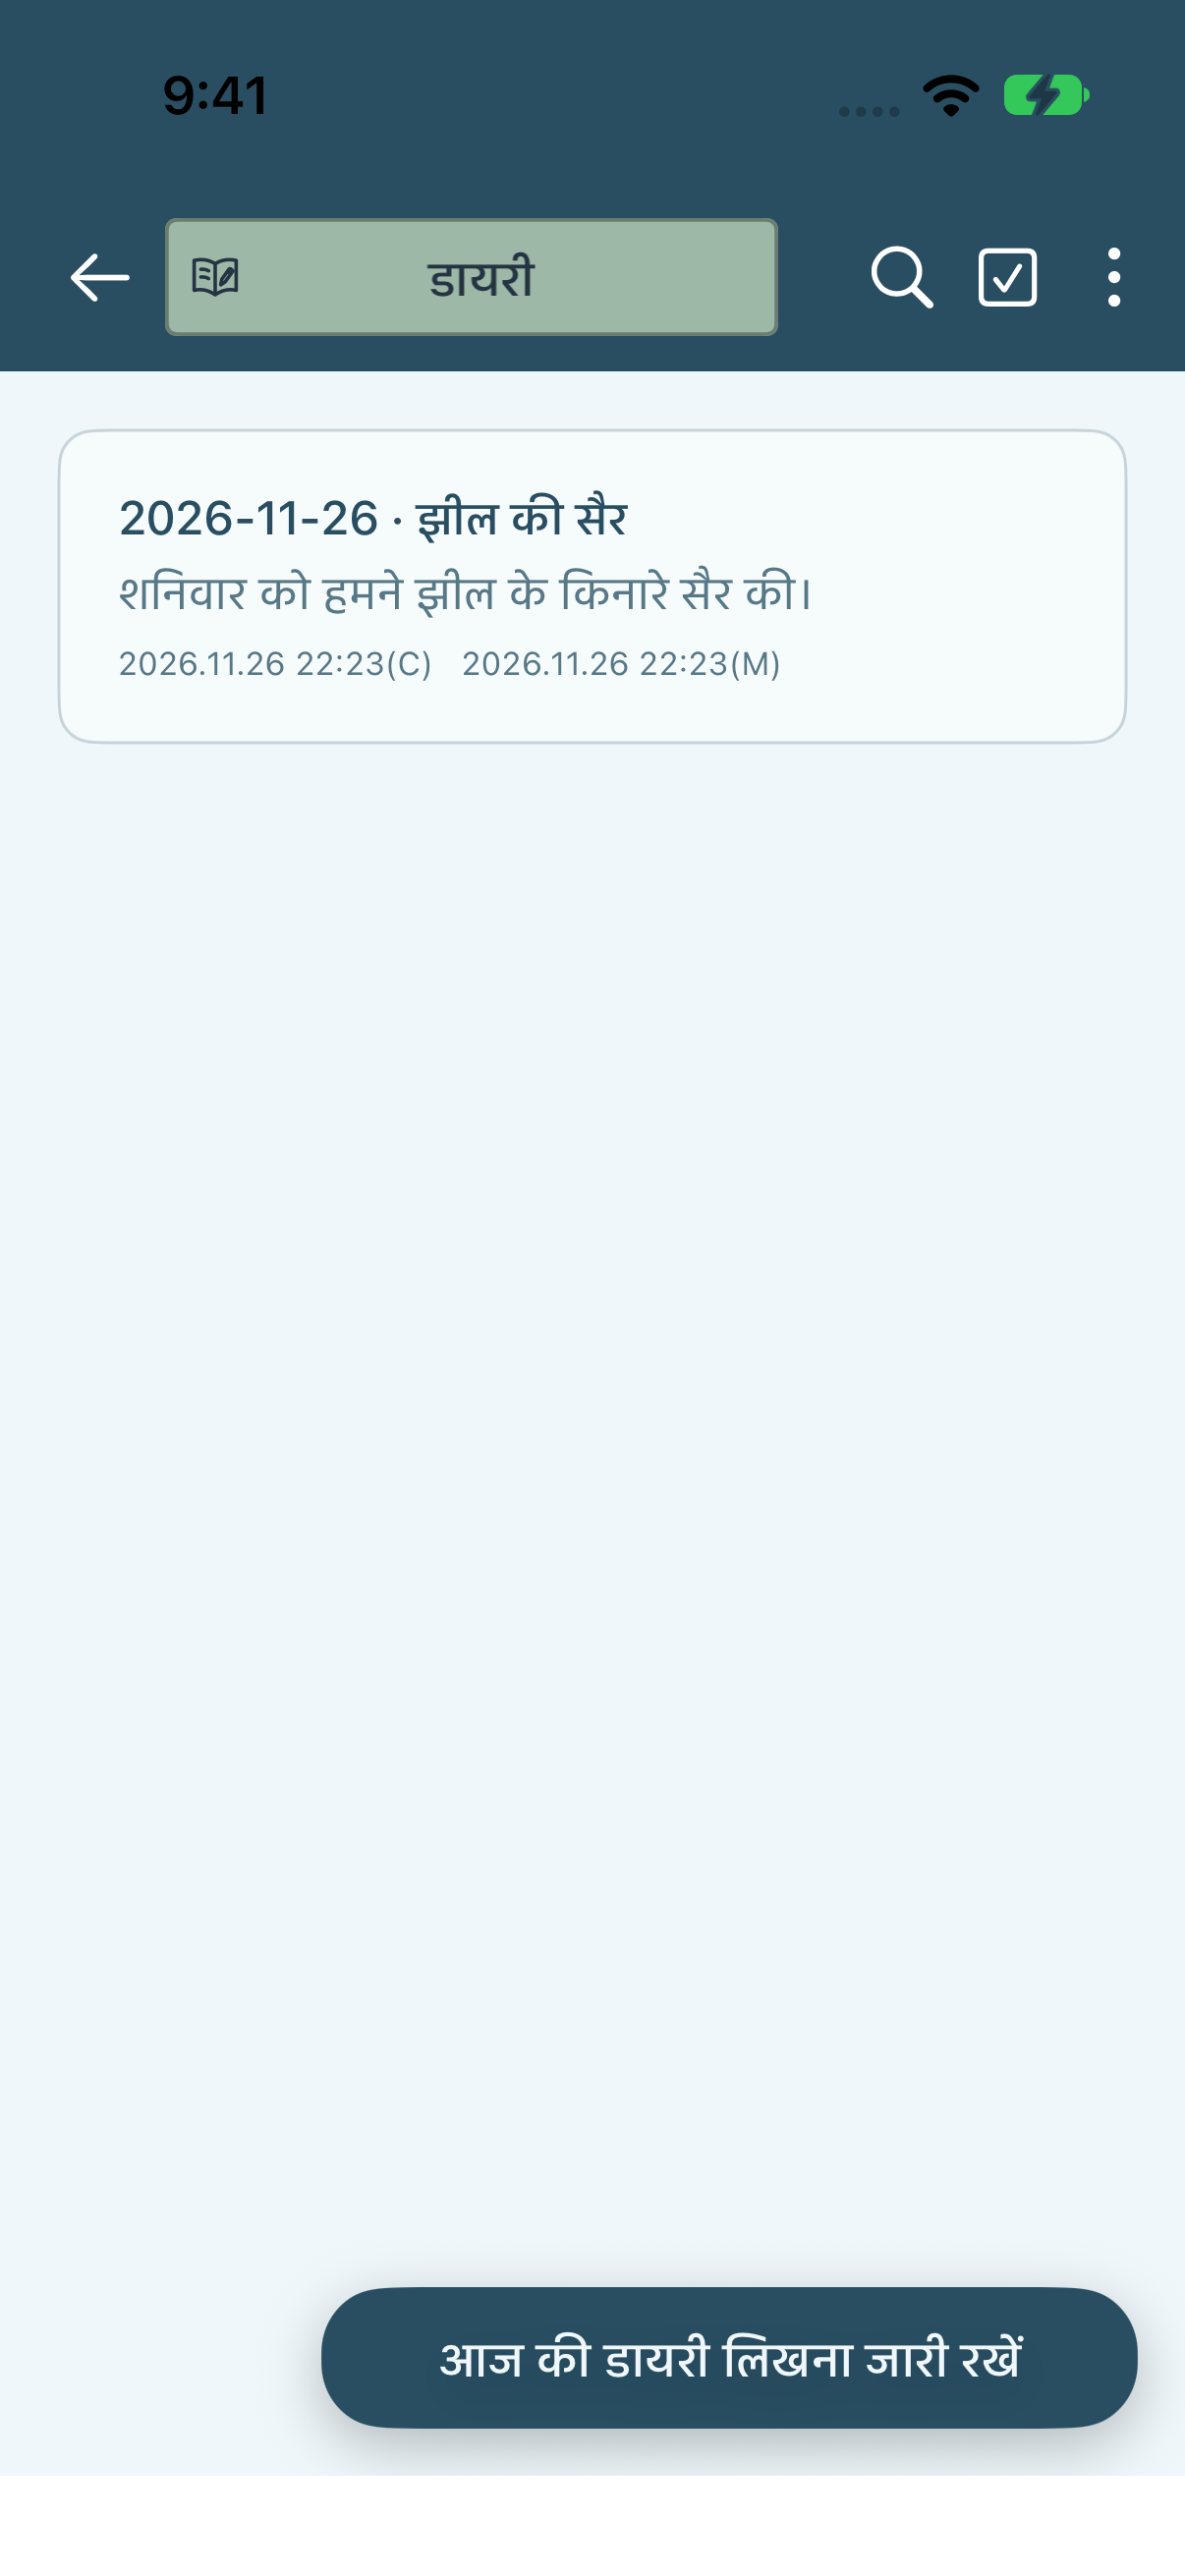 9:41
डायरी
2026-11-26 · झील की सैर
शनिवार को हमने झील के किनारे सैर की।
2026.11.26 22:23(C) 2026.11.26 22:23(M)
आज की डायरी लिखना जारी रखें